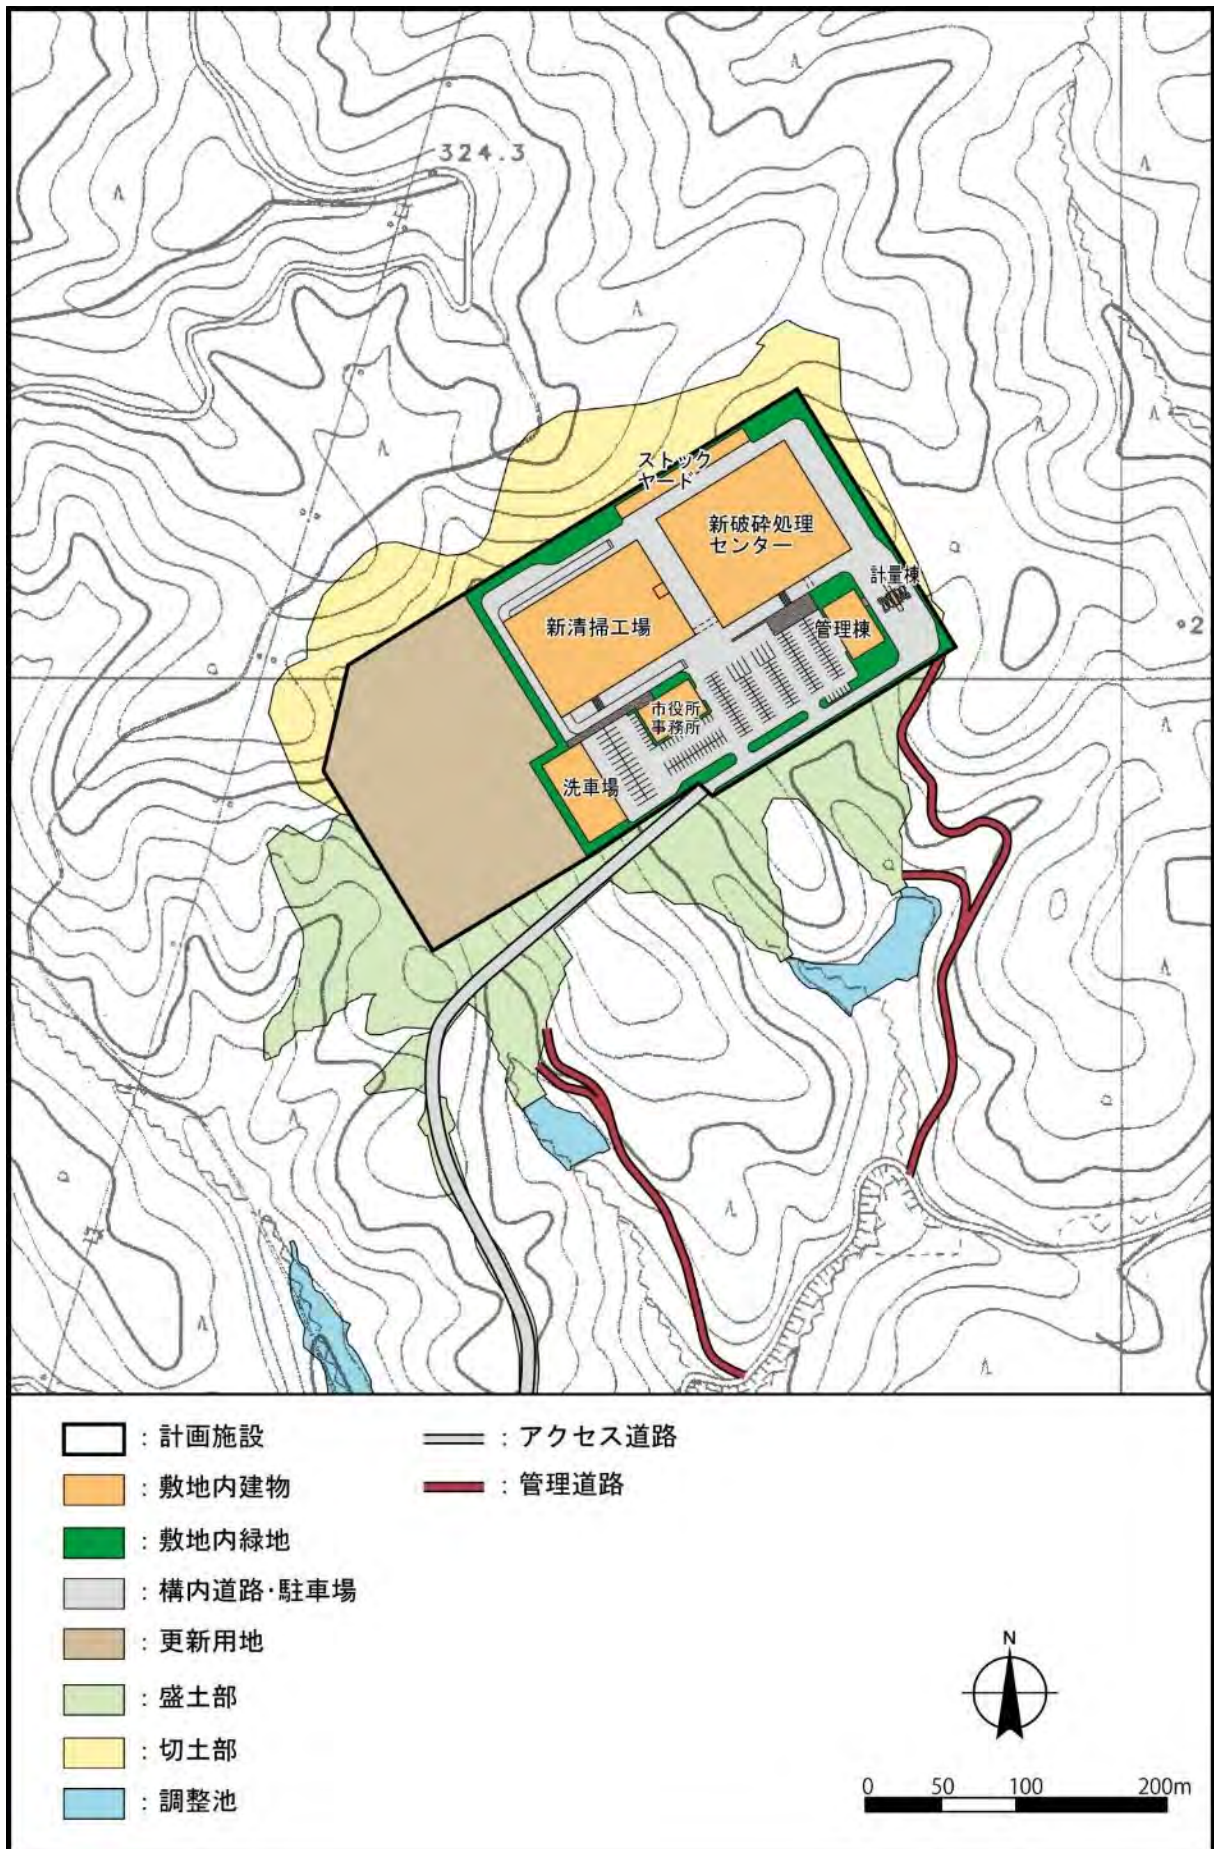 324.3
ストック
ヤード
新破砕処理
センター
計量棟
新清掃工場
管理棟
2
市役所
事務所
洗車場
：計画施設
：アクセス道路
：敷地内建物
：管理道路
：敷地内緑地
：構内道路･駐車場
：更新用地
：盛土部
：切土部
：調整池
N
0 50 100 200m